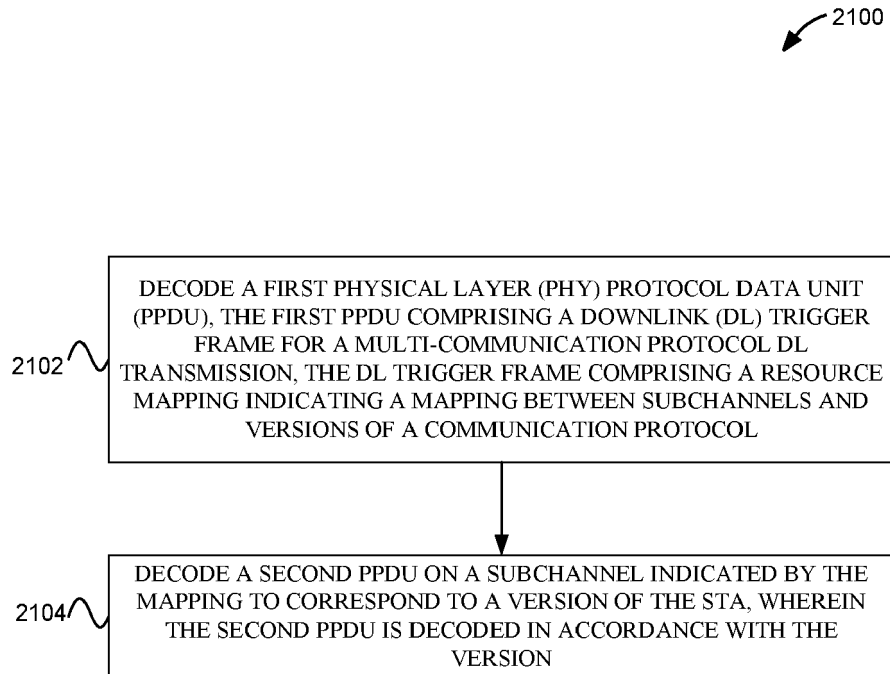 2100
DECODE A FIRST PHYSICAL LAYER (PHY) PROTOCOL DATA UNIT
(PPDU), THE FIRST PPDU COMPRISING A DOWNLINK (DL) TRIGGER
FRAME FOR A MULTI-COMMUNICATION PROTOCOL DL
TRANSMISSION, THE DL TRIGGER FRAME COMPRISING A RESOURCE
MAPPING INDICATING A MAPPING BETWEEN SUBCHANNELS AND
VERSIONS OF A COMMUNICATION PROTOCOL
2102
DECODE A SECOND PPDU ON A SUBCHANNEL INDICATED BY THE
MAPPING TO CORRESPOND TO A VERSION OF THE STA, WHEREIN
THE SECOND PPDU IS DECODED IN ACCORDANCE WITH THE
VERSION
2104